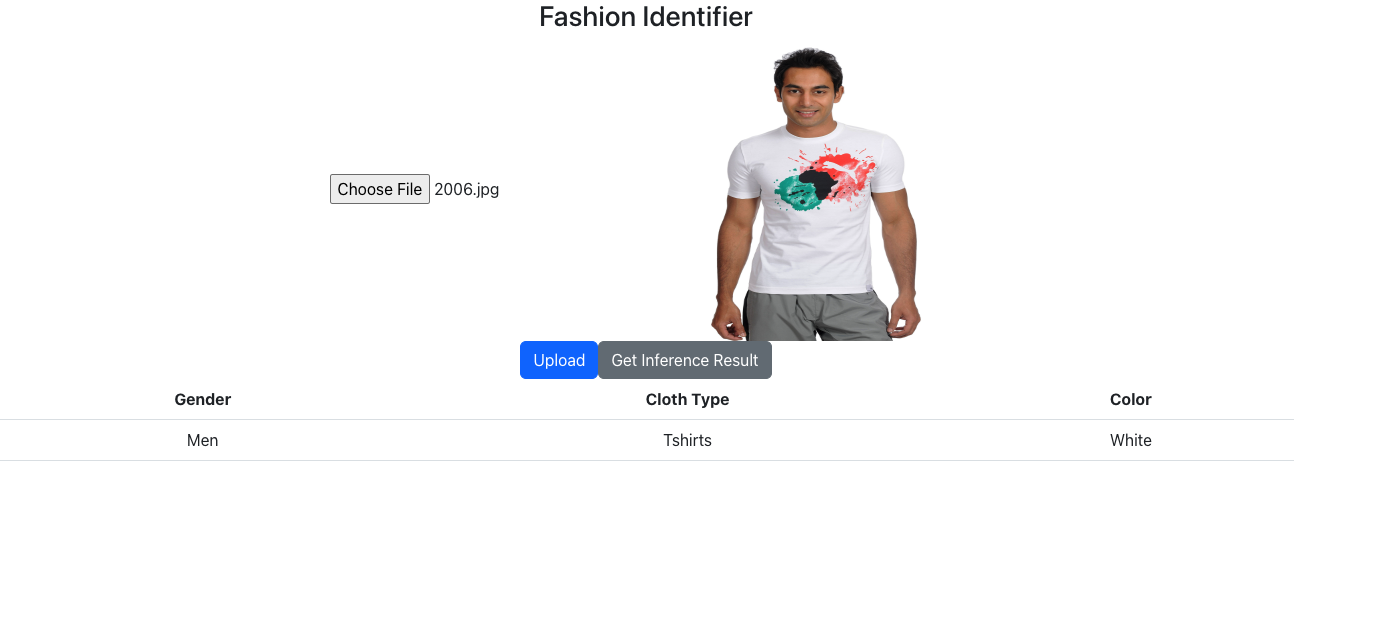 Fashion Identifier
Choose File 2006.jpg
Upload Get Inference Result
Gender Cloth Type Color
Men Tshirts White